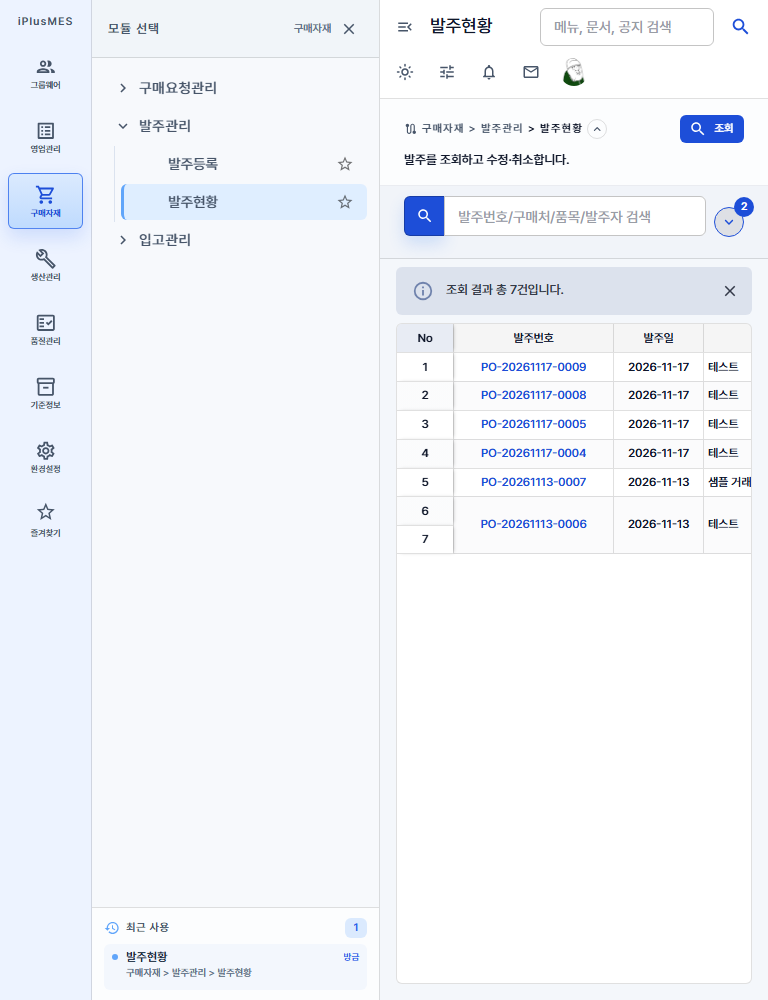 iPlusMES
그룹웨어
영업관리
구매자재
생산관리
품질관리
기준정보
환경설정
즐겨찾기
모듈 선택
구매자재
구매요청관리
발주관리
발주등록
발주현황
입고관리
최근 사용
1
발주현황
방금
구매자재 > 발주관리 > 발주현황
발주현황
메뉴, 문서, 공지 검색
구매자재 > 발주관리 > 발주현황
조회
발주를 조회하고 수정·취소합니다.
발주번호/구매처/품목/발주자 검색
2
조회 결과 총 7건입니다.
No 발주번호 발주일
1 PO-20261117-0009 2026-11-17 테스트
2 PO-20261117-0008 2026-11-17 테스트
3 PO-20261117-0005 2026-11-17 테스트
4 PO-20261117-0004 2026-11-17 테스트
5 PO-20261113-0007 2026-11-13 샘플 거래
6 PO-20261113-0006 2026-11-13 테스트
7